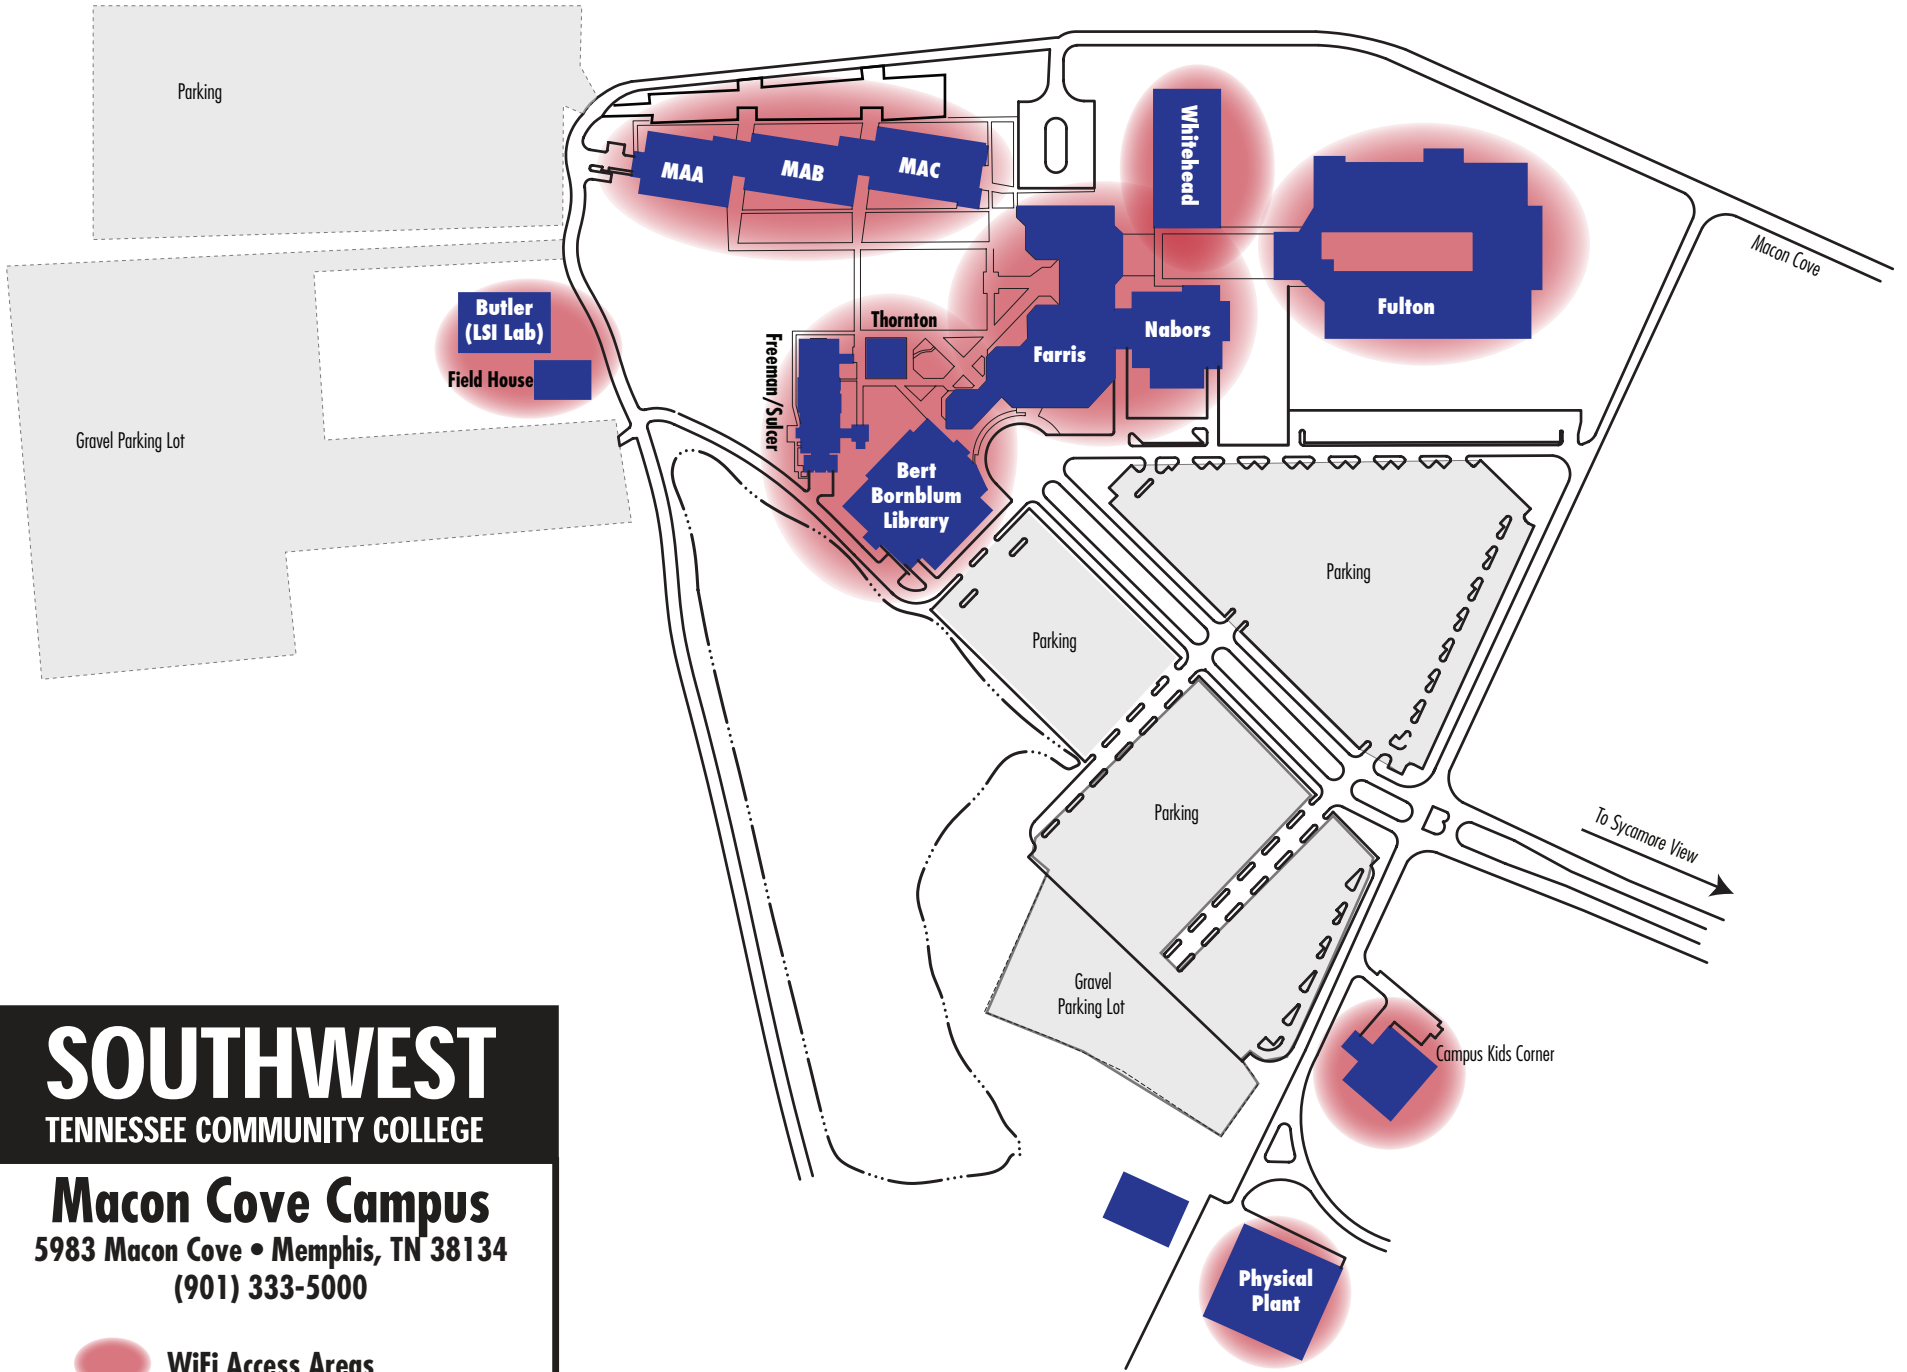 Parking
MAA
MAB
MAC
Whitehead
Macon Cove
Fulton
Butler
(LSI Lab)
Field House
Thornton
Freeman/Sulcer
Farris
Nabors
Gravel Parking Lot
Bert
Bornblum
Library
Parking
Parking
Parking
To Sycamore View
Gravel
Parking Lot
Campus Kids Corner
Physical
Plant
SOUTHWEST
TENNESSEE COMMUNITY COLLEGE
Macon Cove Campus
5983 Macon Cove • Memphis, TN 38134
(901) 333-5000
WiFi Access Areas